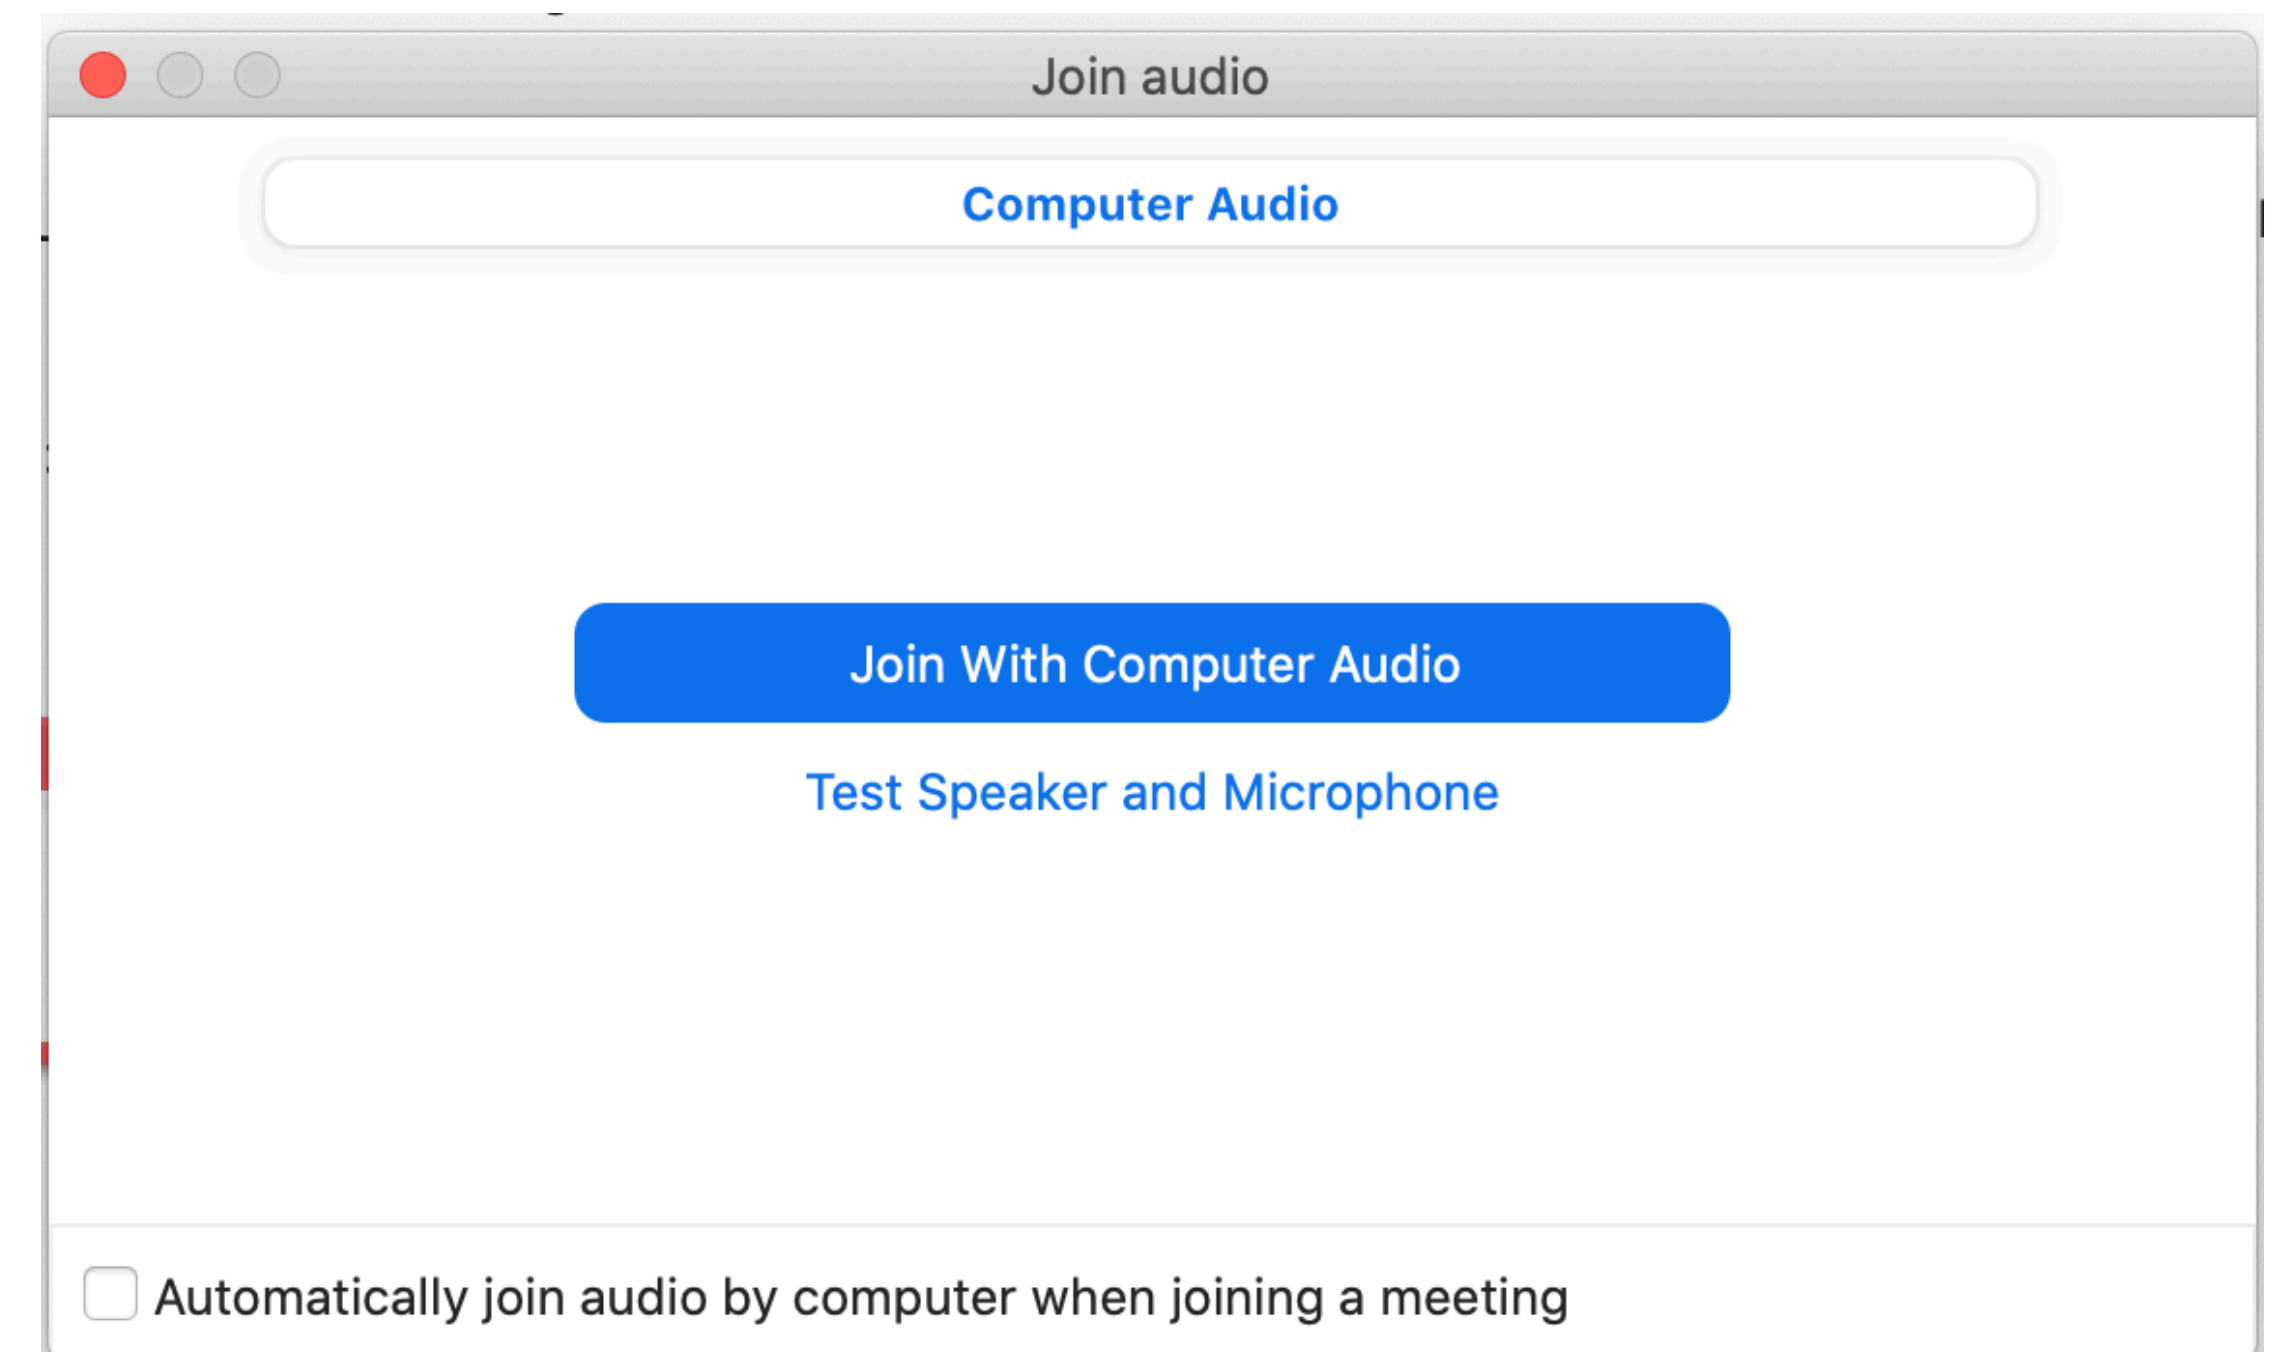 Join audio
Computer Audio
Join With Computer Audio
Test Speaker and Microphone
Automatically join audio by computer when joining a meeting